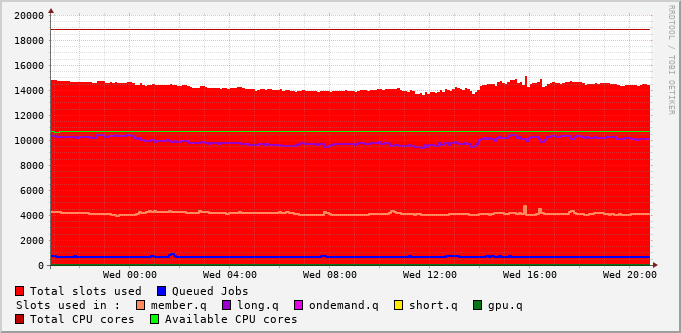 20000
18000
16000
14000
12000
10000
8000
6000
4000
2000
0
Wed 00:00 Wed 04:00 Wed 08:00 Wed 12:00 Wed 16:00 Wed 20:00
Total slots used Queued Jobs
Slots used in : member.q long.q ondemand.q short.q gpu.q
Total CPU cores Available CPU cores
RRDTOOL / TOBI OETIKER